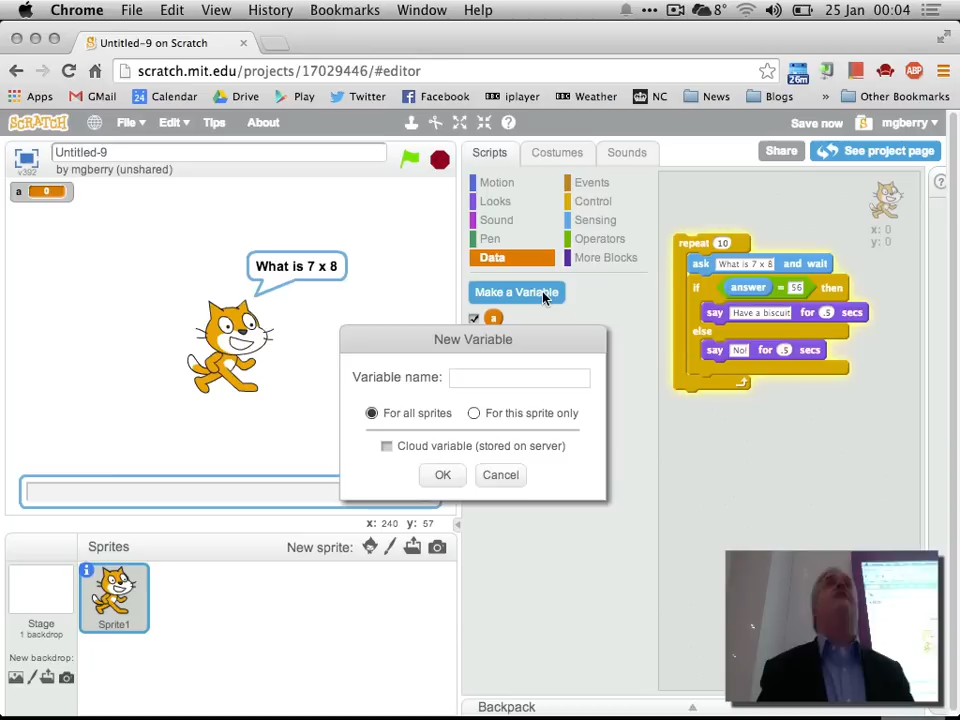 Chrome File Edit View History Bookmarks Window Help 8° 25 Jan 00:04
Untitled-9 on Scratch
scratch.mit.edu/projects/17029446/#editor 26m ABP
Apps GMail 24 Calendar Drive Play Twitter Facebook BBC iplayer BBC Weather NC News Blogs » Other Bookmarks
SCRATCH File Edit Tips About Save now mgberry
v392 Untitled-9
by mgberry (unshared)
Scripts Costumes Sounds Share See project page
a 0
Motion Events
Looks Control
Sound Sensing
Pen Operators
Data More Blocks
x: 0
y: 0
Make a Variable
a
What is 7 x 8
repeat 10
ask What is 7 x 8 and wait
if answer = 56 then
say Have a biscuit for .5 secs
else
say No! for .5 secs
New Variable
Variable name:
For all sprites For this sprite only
Cloud variable (stored on server)
OK Cancel
x: 240 y: 57
Sprites New sprite:
Stage
1 backdrop
Sprite1
New backdrop:
Backpack